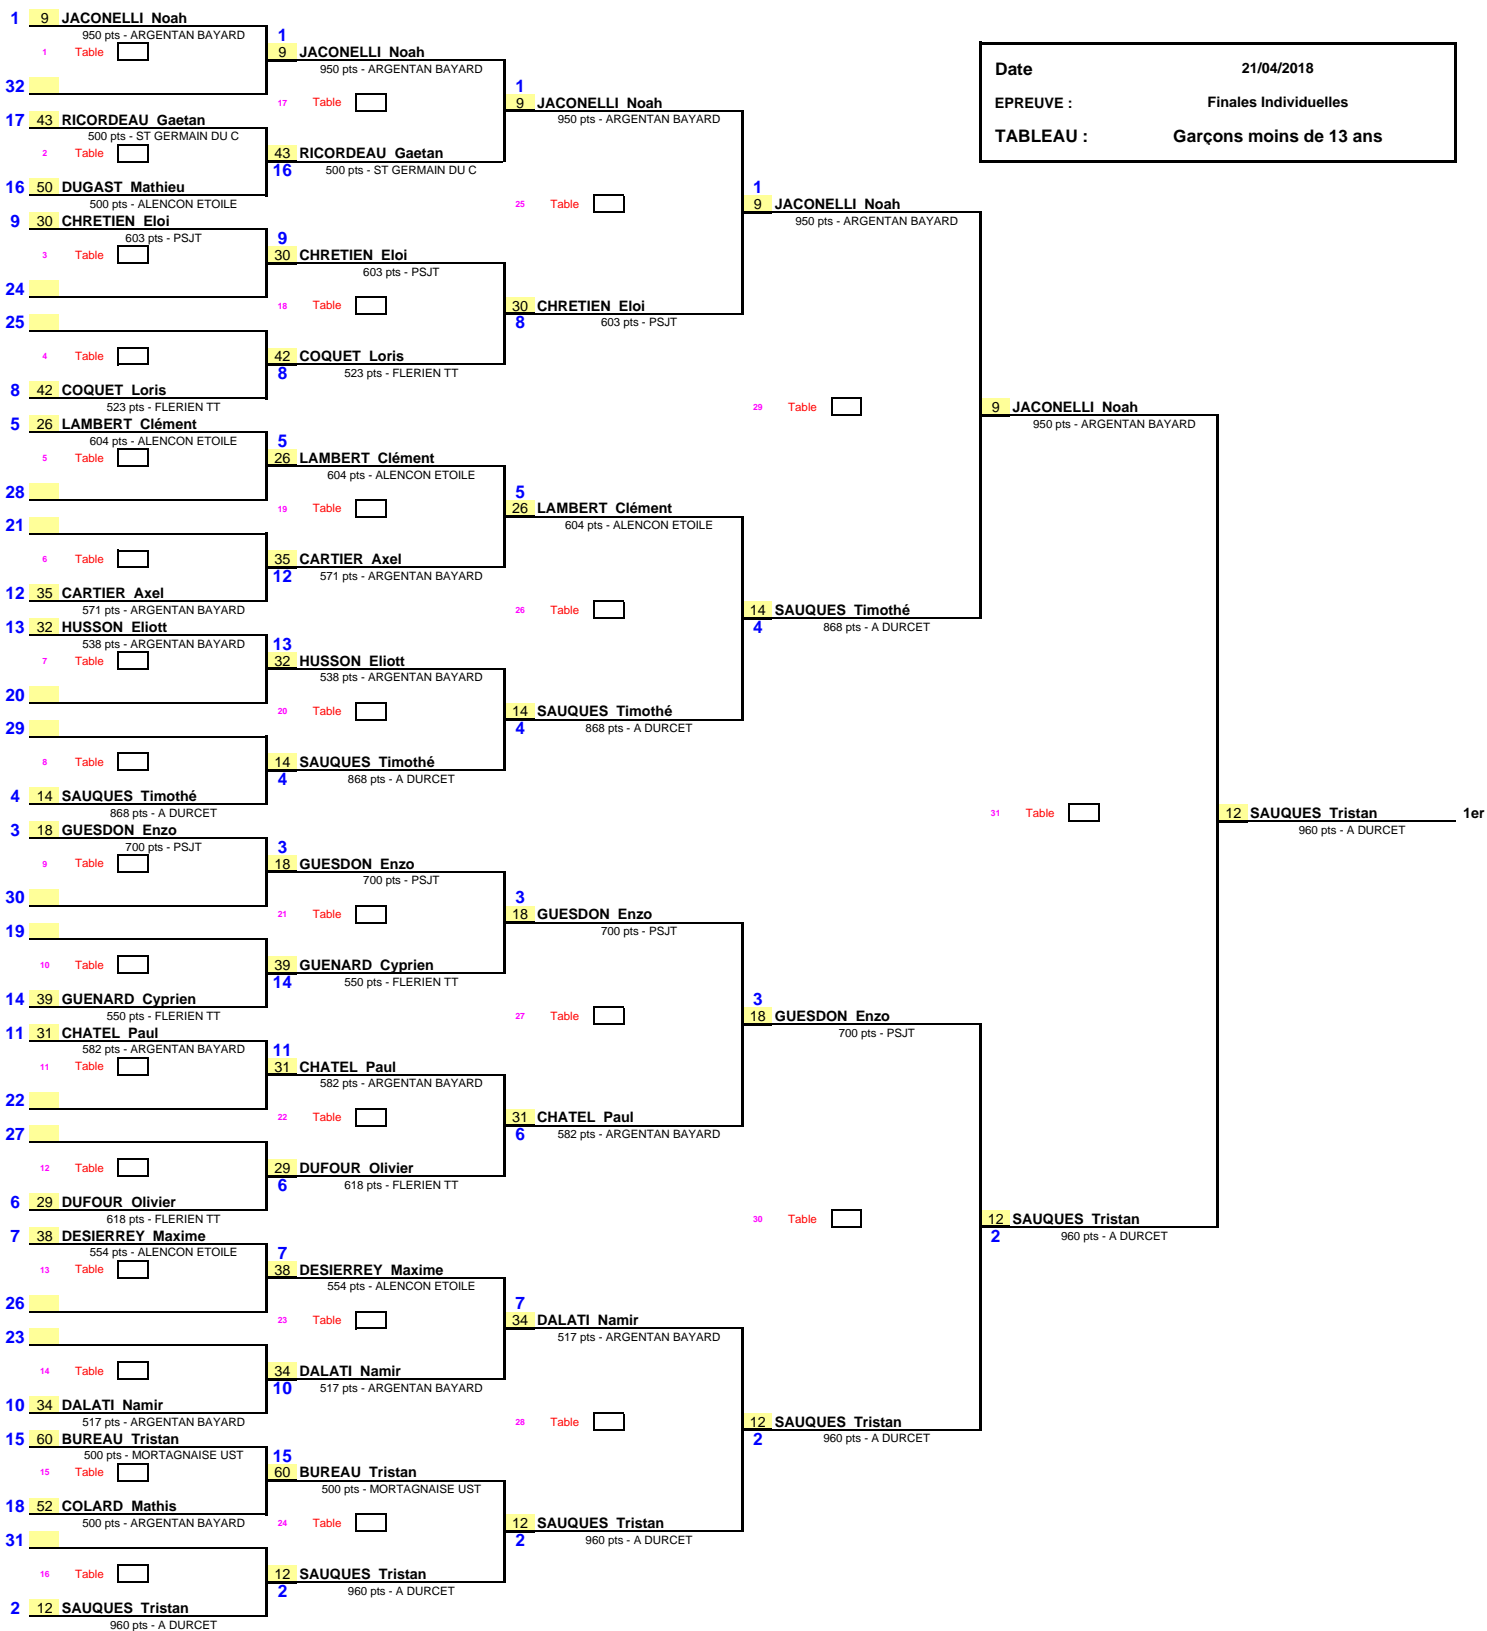 Date 21/04/2018
EPREUVE : Finales Individuelles
TABLEAU : Garçons moins de 13 ans
1 9 JACONELLI Noah
950 pts - ARGENTAN BAYARD
1 Table
32
17 43 RICORDEAU Gaetan
500 pts - ST GERMAIN DU C
2 Table
16 50 DUGAST Mathieu
500 pts - ALENCON ETOILE
9 30 CHRETIEN Eloi
603 pts - PSJT
3 Table
24
25
4 Table
8 42 COQUET Loris
523 pts - FLERIEN TT
5 26 LAMBERT Clément
604 pts - ALENCON ETOILE
5 Table
28
21
6 Table
12 35 CARTIER Axel
571 pts - ARGENTAN BAYARD
13 32 HUSSON Eliott
538 pts - ARGENTAN BAYARD
7 Table
20
29
8 Table
4 14 SAUQUES Timothé
868 pts - A DURCET
3 18 GUESDON Enzo
700 pts - PSJT
9 Table
30
19
10 Table
14 39 GUENARD Cyprien
550 pts - FLERIEN TT
11 31 CHATEL Paul
582 pts - ARGENTAN BAYARD
11 Table
22
27
12 Table
6 29 DUFOUR Olivier
618 pts - FLERIEN TT
7 38 DESIERREY Maxime
554 pts - ALENCON ETOILE
13 Table
26
23
14 Table
10 34 DALATI Namir
517 pts - ARGENTAN BAYARD
15 60 BUREAU Tristan
500 pts - MORTAGNAISE UST
15 Table
18 52 COLARD Mathis
500 pts - ARGENTAN BAYARD
31
16 Table
2 12 SAUQUES Tristan
960 pts - A DURCET
1
9 JACONELLI Noah
950 pts - ARGENTAN BAYARD
17 Table
43 RICORDEAU Gaetan
16 500 pts - ST GERMAIN DU C
9
30 CHRETIEN Eloi
603 pts - PSJT
18 Table
42 COQUET Loris
8 523 pts - FLERIEN TT
5
26 LAMBERT Clément
604 pts - ALENCON ETOILE
19 Table
35 CARTIER Axel
12 571 pts - ARGENTAN BAYARD
13
32 HUSSON Eliott
538 pts - ARGENTAN BAYARD
20 Table
14 SAUQUES Timothé
4 868 pts - A DURCET
3
18 GUESDON Enzo
700 pts - PSJT
21 Table
39 GUENARD Cyprien
14 550 pts - FLERIEN TT
11
31 CHATEL Paul
582 pts - ARGENTAN BAYARD
22 Table
29 DUFOUR Olivier
6 618 pts - FLERIEN TT
7
38 DESIERREY Maxime
554 pts - ALENCON ETOILE
23 Table
34 DALATI Namir
10 517 pts - ARGENTAN BAYARD
15
60 BUREAU Tristan
500 pts - MORTAGNAISE UST
24 Table
12 SAUQUES Tristan
2 960 pts - A DURCET
1
9 JACONELLI Noah
950 pts - ARGENTAN BAYARD
25 Table
30 CHRETIEN Eloi
8 603 pts - PSJT
5
26 LAMBERT Clément
604 pts - ALENCON ETOILE
26 Table
14 SAUQUES Timothé
4 868 pts - A DURCET
3
18 GUESDON Enzo
700 pts - PSJT
27 Table
31 CHATEL Paul
6 582 pts - ARGENTAN BAYARD
7
34 DALATI Namir
517 pts - ARGENTAN BAYARD
28 Table
12 SAUQUES Tristan
2 960 pts - A DURCET
1
9 JACONELLI Noah
950 pts - ARGENTAN BAYARD
29 Table
14 SAUQUES Timothé
4 868 pts - A DURCET
3
18 GUESDON Enzo
700 pts - PSJT
30 Table
12 SAUQUES Tristan
2 960 pts - A DURCET
9 JACONELLI Noah
950 pts - ARGENTAN BAYARD
31 Table
12 SAUQUES Tristan
2 960 pts - A DURCET
12 SAUQUES Tristan 1er
960 pts - A DURCET